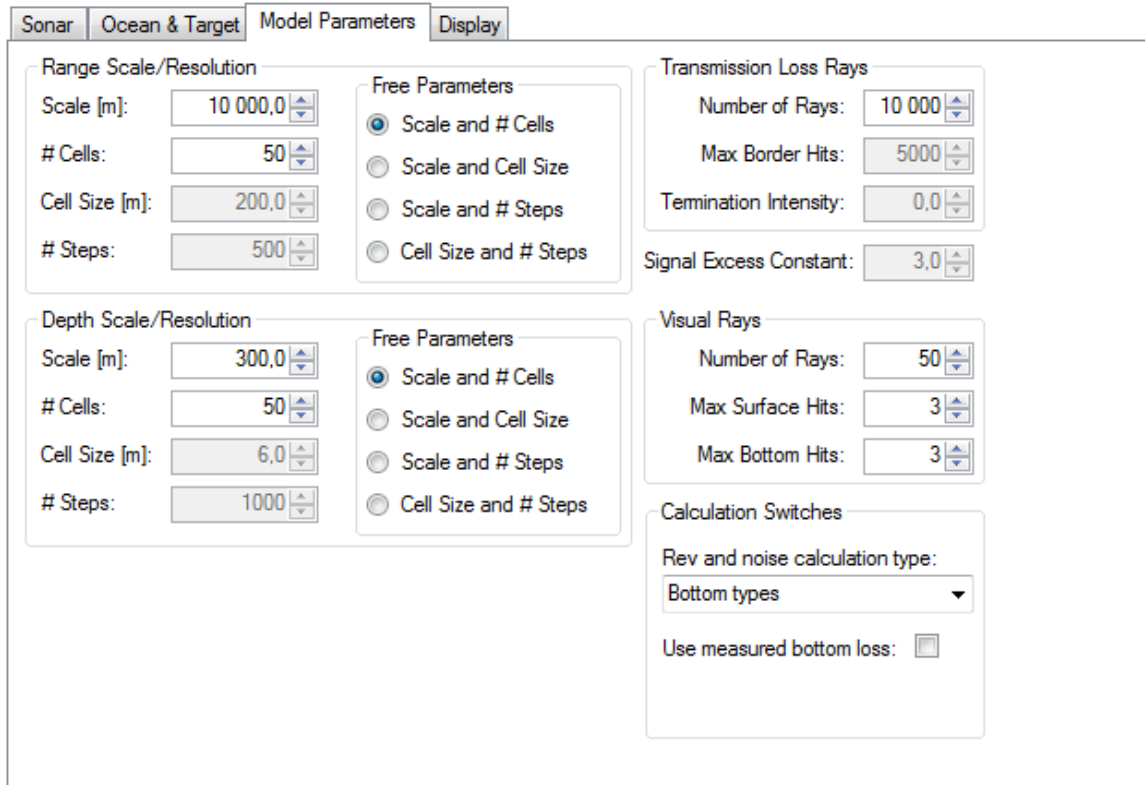 Sonar Ocean & Target Model Parameters Display
Range Scale/Resolution
Scale [m]: 10 000,0
# Cells: 50
Cell Size [m]: 200,0
# Steps: 500
Free Parameters
Scale and # Cells
Scale and Cell Size
Scale and # Steps
Cell Size and # Steps
Transmission Loss Rays
Number of Rays: 10 000
Max Border Hits: 5000
Termination Intensity: 0,0
Signal Excess Constant: 3,0
Depth Scale/Resolution
Scale [m]: 300,0
# Cells: 50
Cell Size [m]: 6,0
# Steps: 1000
Free Parameters
Scale and # Cells
Scale and Cell Size
Scale and # Steps
Cell Size and # Steps
Visual Rays
Number of Rays: 50
Max Surface Hits: 3
Max Bottom Hits: 3
Calculation Switches
Rev and noise calculation type:
Bottom types
Use measured bottom loss: